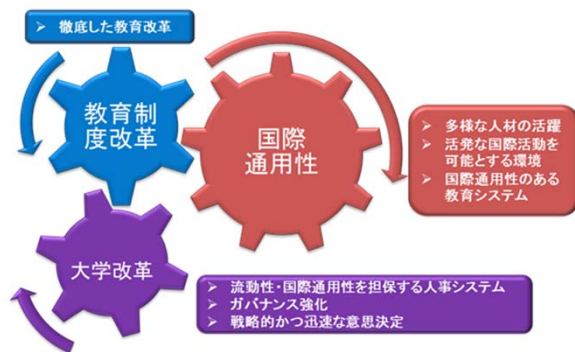 ➢ 徹底した教育改革
教育制
度改革
国際
通用性
➢ 多様な人材の活躍
➢ 活発な国際活動を
可能とする環境
➢ 国際通用性のある
教育システム
大学改革
➢ 流動性・国際通用性を担保する人事システム
➢ ガバナンス強化
➢ 戦略的かつ迅速な意思決定